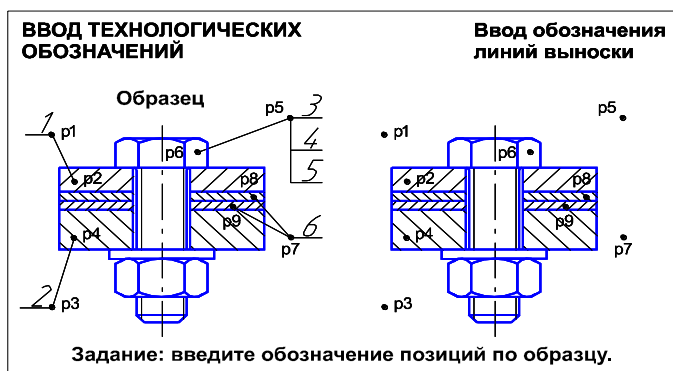 ВВОД ТЕХНОЛОГИЧЕСКИХ
ОБОЗНАЧЕНИЙ
Ввод обозначения
линий выноски
Образец
p5 3
1 p1
p6 4
5
p2 p8
p9 6
p4 p7
2 p3
p5
p1
p6
p2 p8
p9
p4 p7
p3
Задание: введите обозначение позиций по образцу.